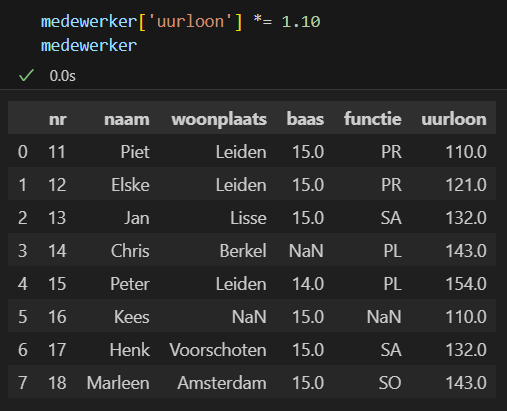 medewerker['uurloon'] *= 1.10
medewerker
✓ 0.0s
nr naam woonplaats baas functie uurloon
0 11 Piet Leiden 15.0 PR 110.0
1 12 Elske Leiden 15.0 PR 121.0
2 13 Jan Lisse 15.0 SA 132.0
3 14 Chris Berkel NaN PL 143.0
4 15 Peter Leiden 14.0 PL 154.0
5 16 Kees NaN 15.0 NaN 110.0
6 17 Henk Voorschoten 15.0 SA 132.0
7 18 Marleen Amsterdam 15.0 SO 143.0